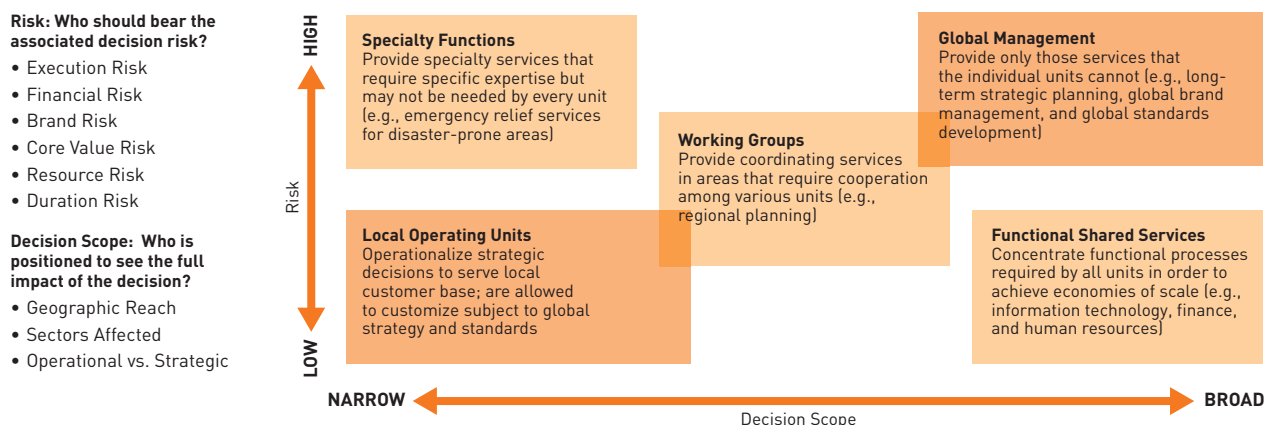 Risk: Who should bear the
associated decision risk?
• Execution Risk
• Financial Risk
• Brand Risk
• Core Value Risk
• Resource Risk
• Duration Risk
Decision Scope:  Who is
positioned to see the full
impact of the decision?
• Geographic Reach
• Sectors Affected
• Operational vs. Strategic
HIGH
Risk
LOW
Specialty Functions
Provide specialty services that
require specific expertise but
may not be needed by every unit
(e.g., emergency relief services
for disaster-prone areas)
Global Management
Provide only those services that
the individual units cannot (e.g., long-
term strategic planning, global brand
management, and global standards
development)
Working Groups
Provide coordinating services
in areas that require cooperation
among various units (e.g.,
regional planning)
Local Operating Units
Operationalize strategic
decisions to serve local
customer base; are allowed
to customize subject to global
strategy and standards
Functional Shared Services
Concentrate functional processes
required by all units in order to
achieve economies of scale (e.g.,
information technology, finance,
and human resources)
NARROW
BROAD
Decision Scope